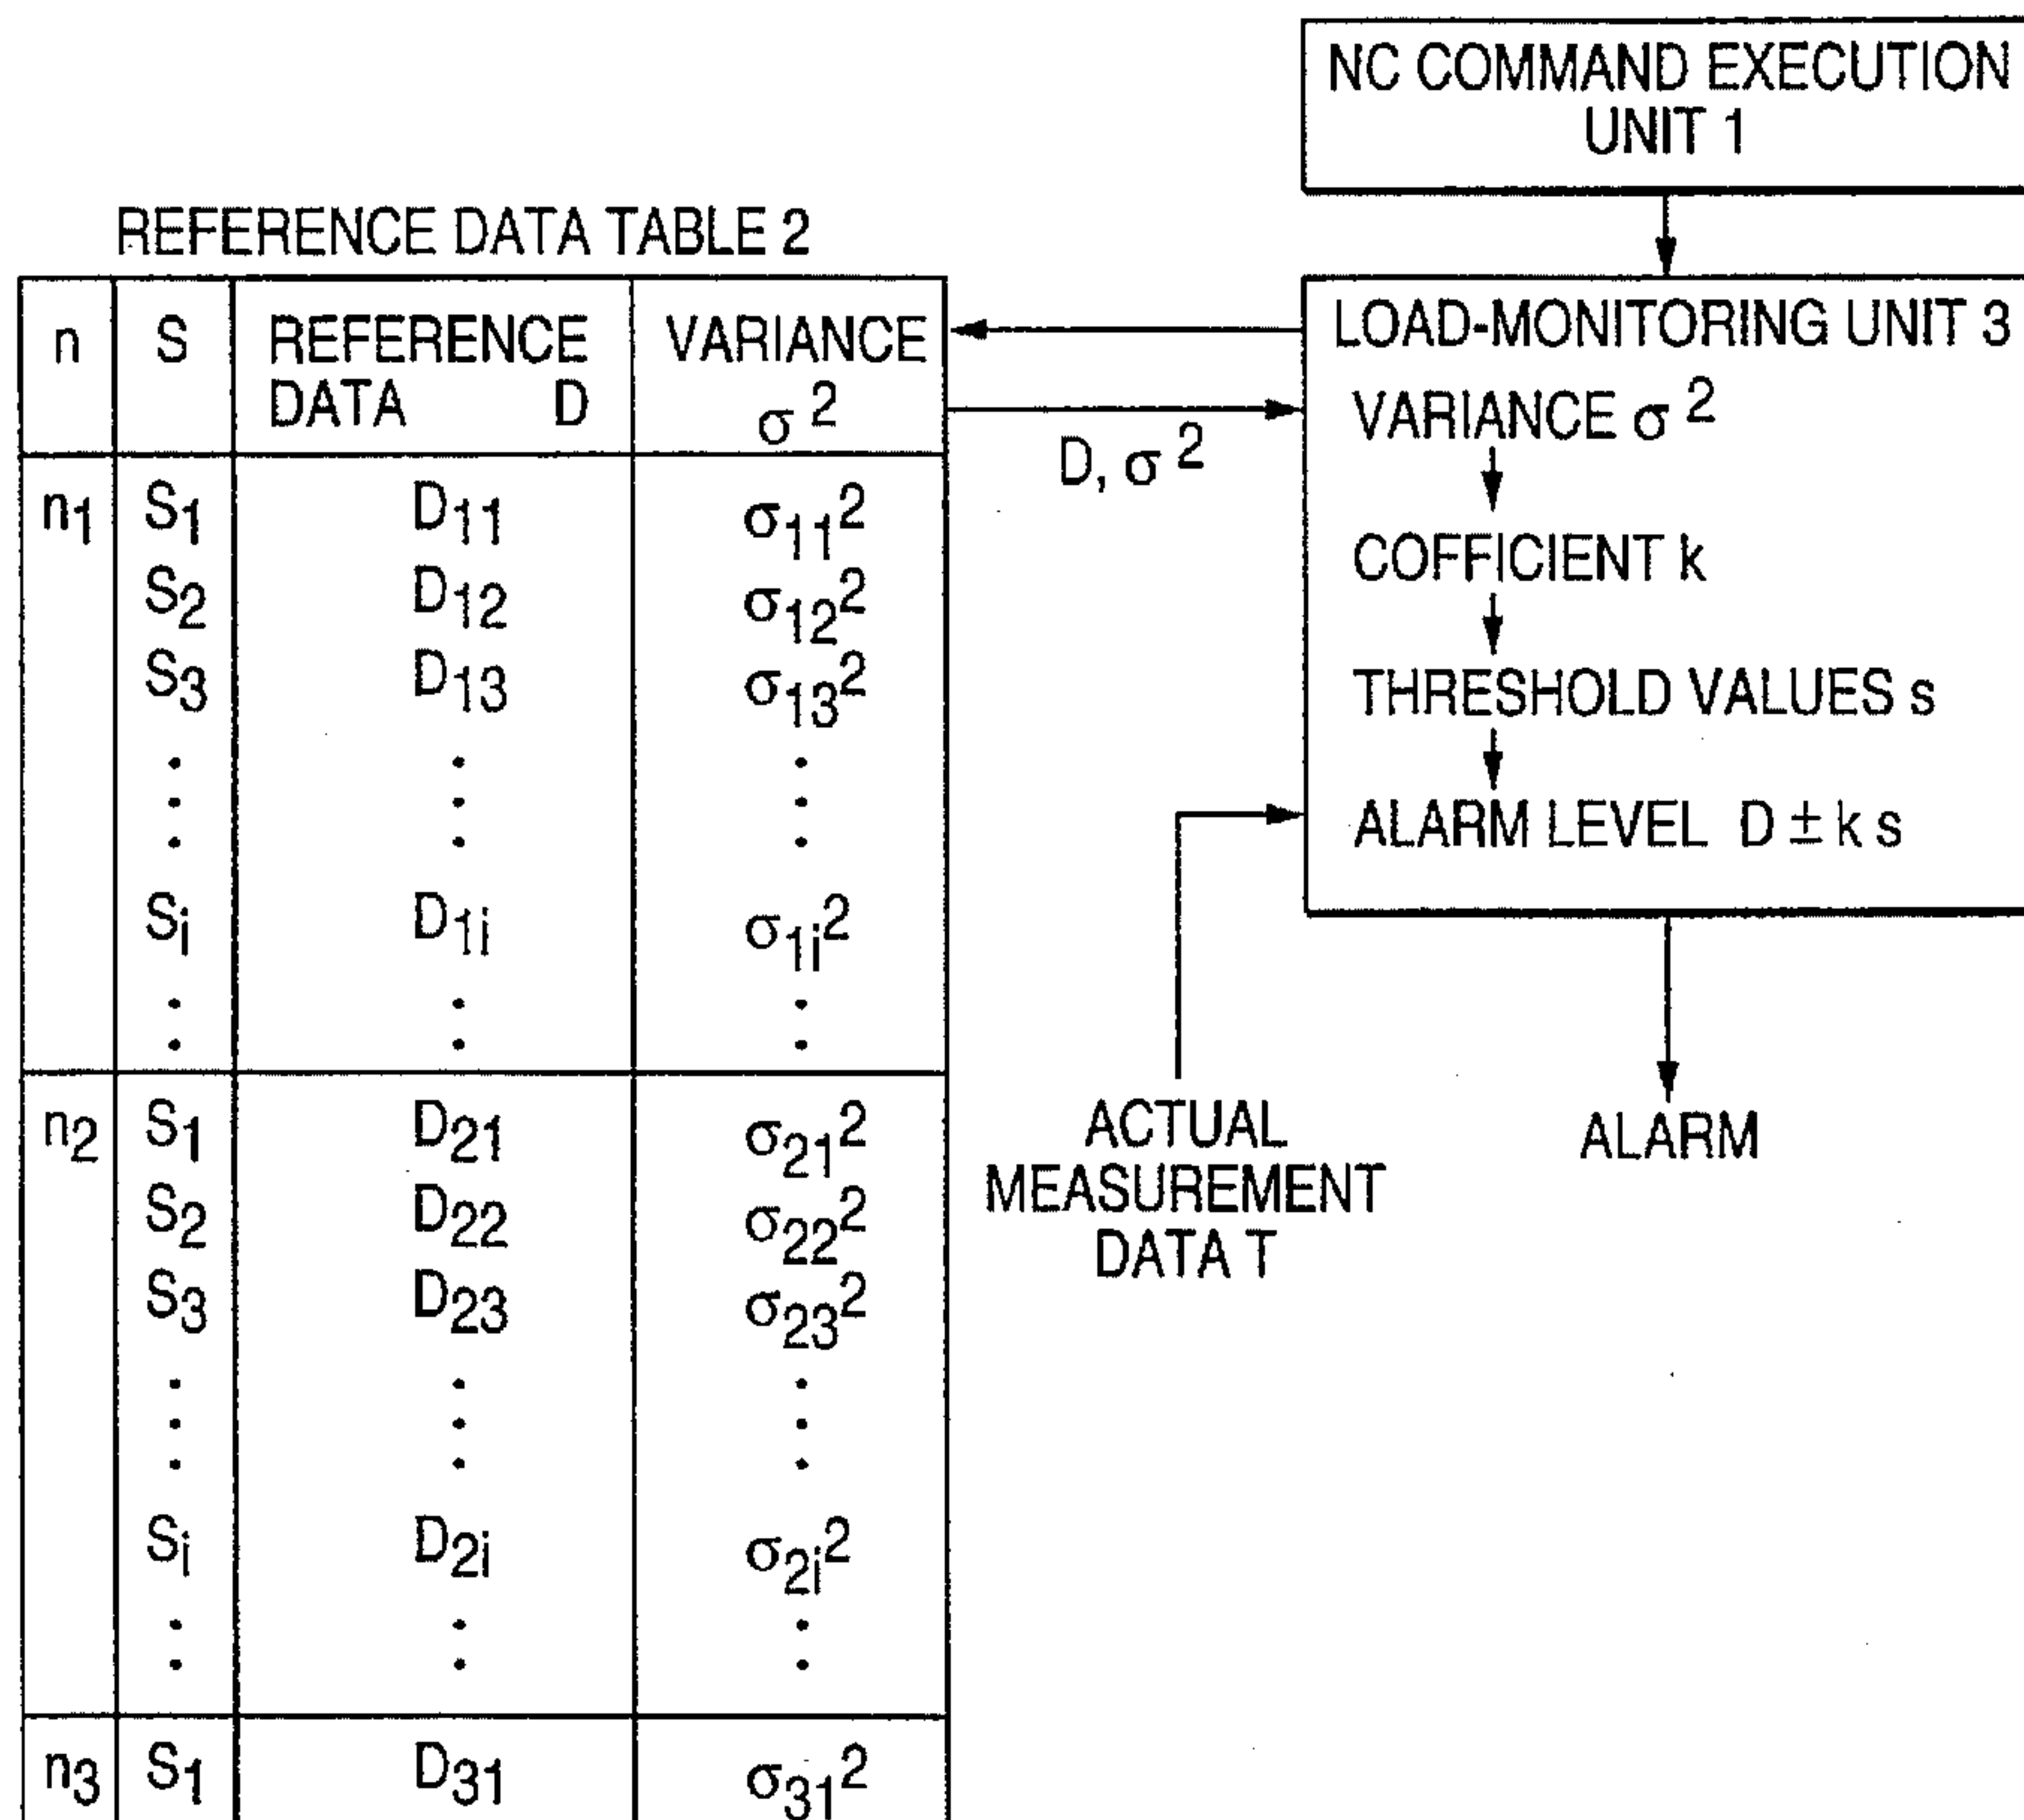 NC COMMAND EXECUTION
UNIT 1
REFERENCE DATA TABLE 2
n S REFERENCE DATA D VARIANCE σ²
n₁ S₁ D₁₁ σ₁₁²
S₂ D₁₂ σ₁₂²
S₃ D₁₃ σ₁₃²
Sᵢ D₁ᵢ σ₁ᵢ²
n₂ S₁ D₂₁ σ₂₁²
S₂ D₂₂ σ₂₂²
S₃ D₂₃ σ₂₃²
Sᵢ D₂ᵢ σ₂ᵢ²
n₃ S₁ D₃₁ σ₃₁²
D, σ²
LOAD-MONITORING UNIT 3
VARIANCE σ²
COFFICIENT k
THRESHOLD VALUES s
ALARM LEVEL D ± k s
ACTUAL
MEASUREMENT
DATA T
ALARM